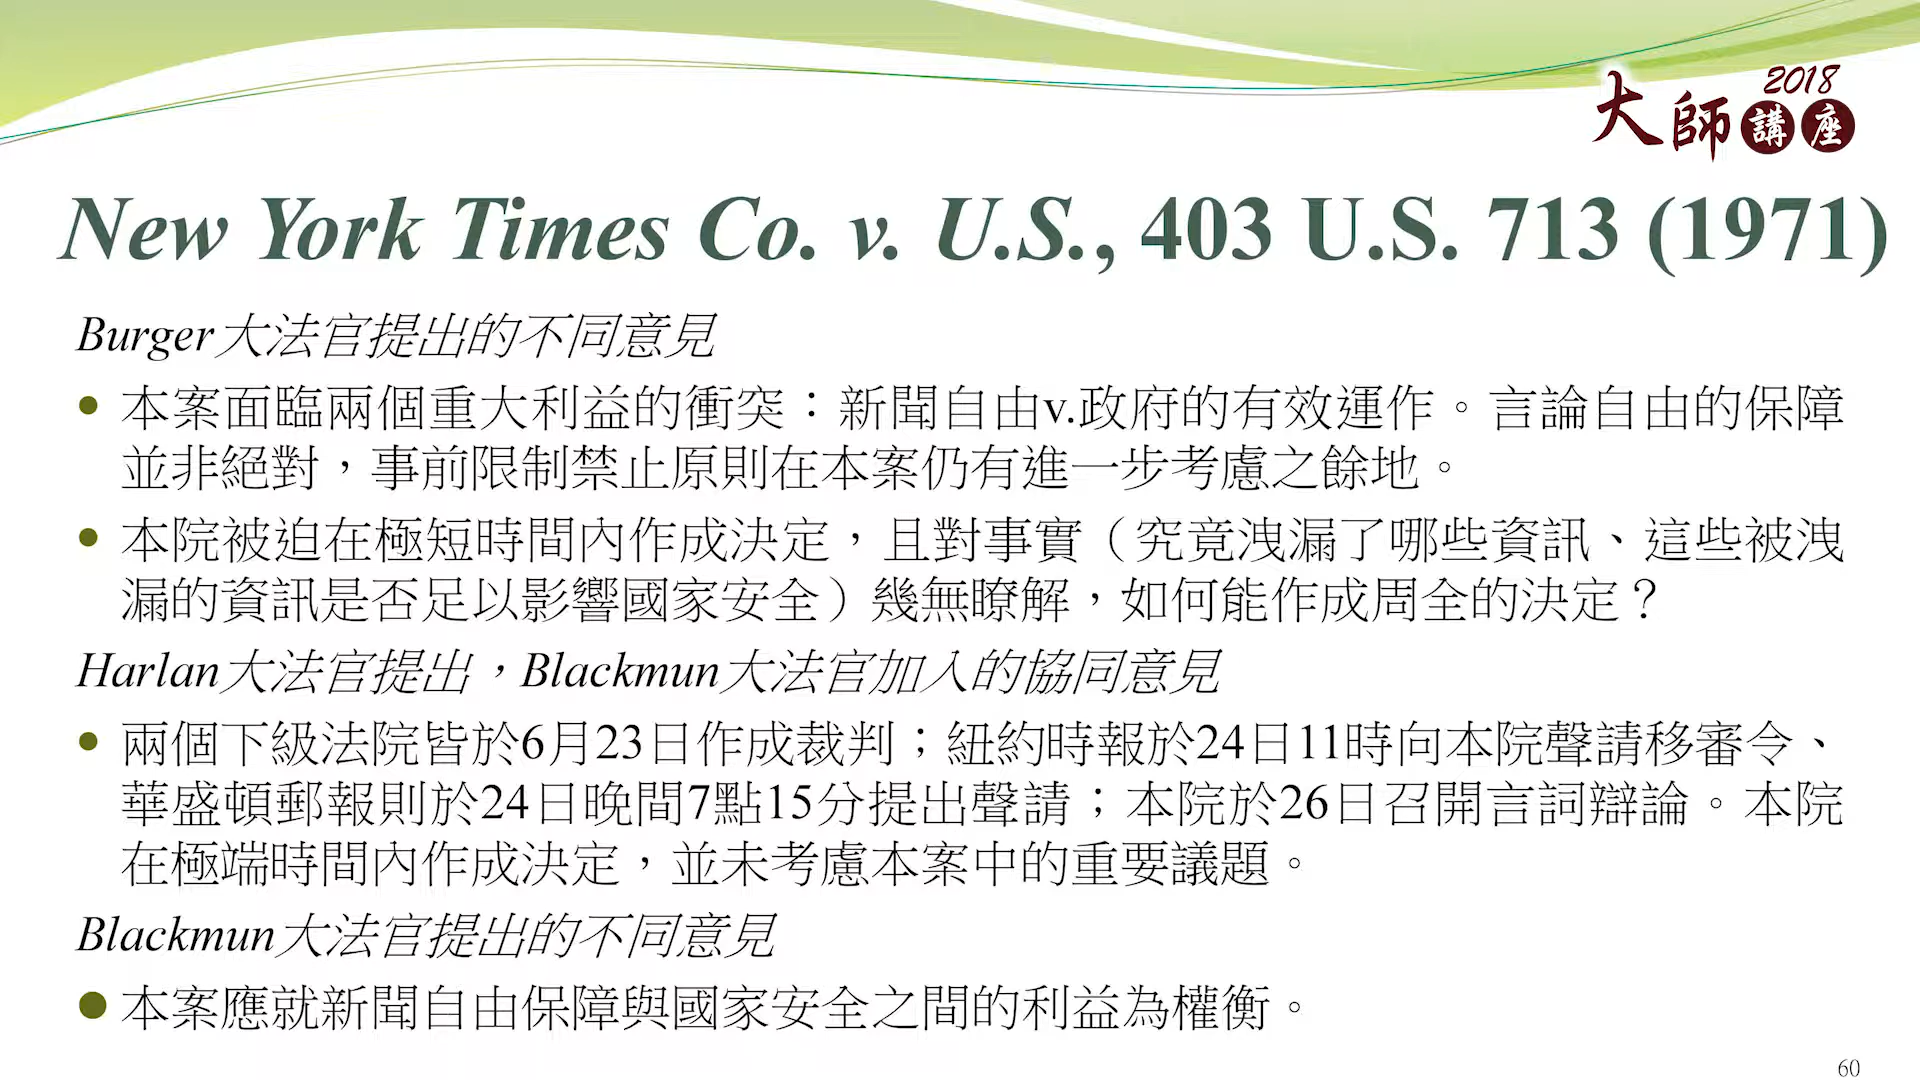 2018
大師講座
New York Times Co. v. U.S., 403 U.S. 713 (1971)
Burger大法官提出的不同意見
本案面臨兩個重大利益的衝突：新聞自由v.政府的有效運作。言論自由的保障
並非絕對，事前限制禁止原則在本案仍有進一步考慮之餘地。
本院被迫在極短時間內作成決定，且對事實（究竟洩漏了哪些資訊、這些被洩
漏的資訊是否足以影響國家安全）幾無瞭解，如何能作成周全的決定？
Harlan大法官提出，Blackmun大法官加入的協同意見
兩個下級法院皆於6月23日作成裁判；紐約時報於24日11時向本院聲請移審令、
華盛頓郵報則於24日晚間7點15分提出聲請；本院於26日召開言詞辯論。本院
在極端時間內作成決定，並未考慮本案中的重要議題。
Blackmun大法官提出的不同意見
本案應就新聞自由保障與國家安全之間的利益為權衡。
60